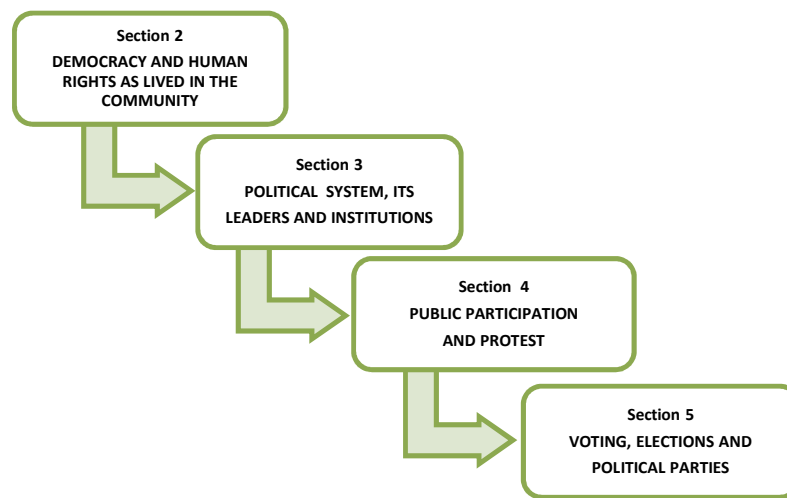 Section 2
DEMOCRACY AND HUMAN
RIGHTS AS LIVED IN THE
COMMUNITY
Section 3
POLITICAL SYSTEM, ITS
LEADERS AND INSTITUTIONS
Section 4
PUBLIC PARTICIPATION
AND PROTEST
Section 5
VOTING, ELECTIONS AND
POLITICAL PARTIES